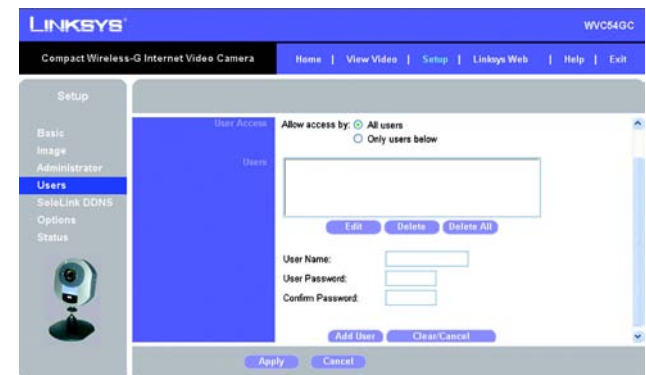 LINKSYS
WVC54GC
Compact Wireless-G Internet Video Camera
Home | View Video | Setup | Linksys Web | Help | Exit
Setup
Basic
Image
Administrator
Users
SoloLink DDNS
Options
Status
User Access
Allow access by: All users
Only users below
Users
Edit Delete Delete All
User Name:
User Password:
Confirm Password:
Add User Clear/Cancel
Apply Cancel